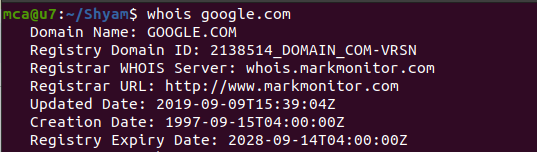 mca@u7:~/Shyam$ whois google.com
Domain Name: GOOGLE.COM
Registry Domain ID: 2138514_DOMAIN_COM-VRSN
Registrar WHOIS Server: whois.markmonitor.com
Registrar URL: http://www.markmonitor.com
Updated Date: 2019-09-09T15:39:04Z
Creation Date: 1997-09-15T04:00:00Z
Registry Expiry Date: 2028-09-14T04:00:00Z